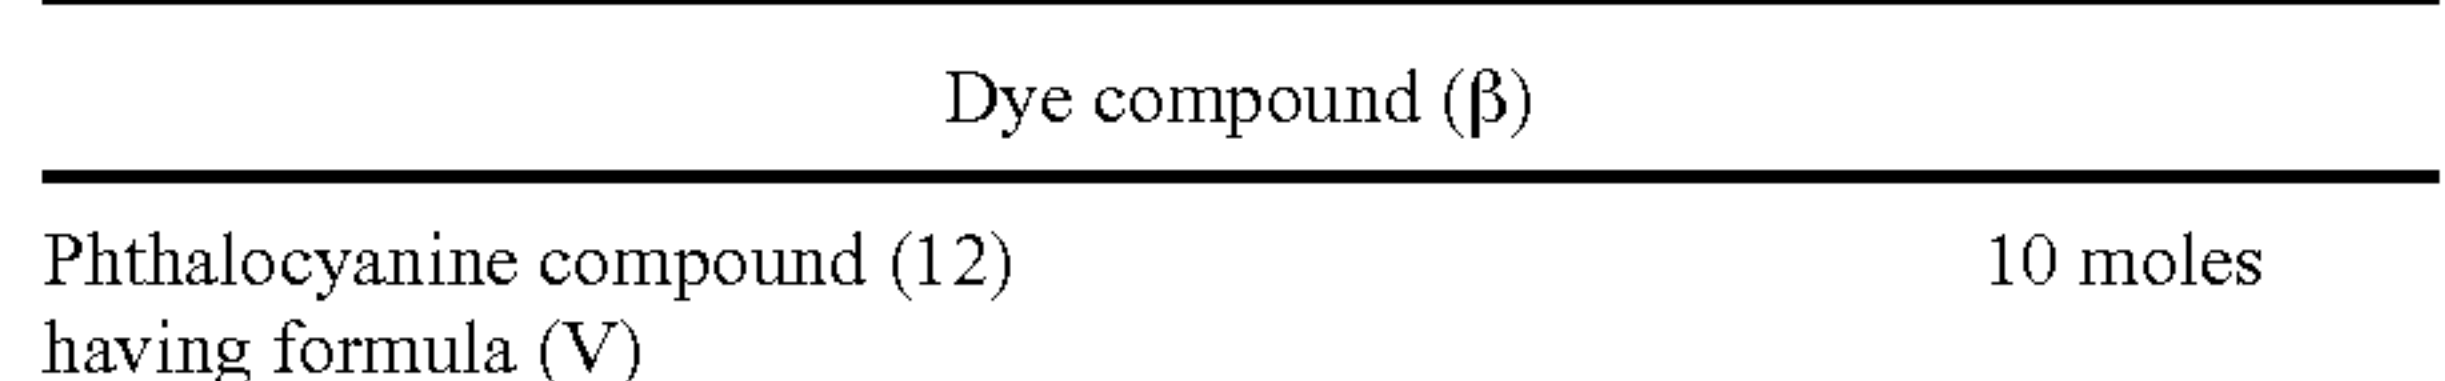 Dye compound (β)
Phthalocyanine compound (12) 10 moles
having formula (V)